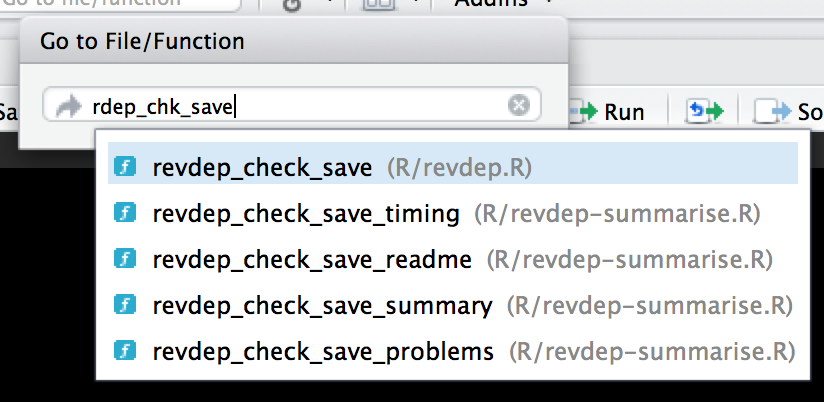 Go to file/function
Addins
Go to File/Function
Sa
rdep_chk_save
Run
So
revdep_check_save (R/revdep.R)
revdep_check_save_timing (R/revdep-summarise.R)
revdep_check_save_readme (R/revdep-summarise.R)
revdep_check_save_summary (R/revdep-summarise.R)
revdep_check_save_problems (R/revdep-summarise.R)